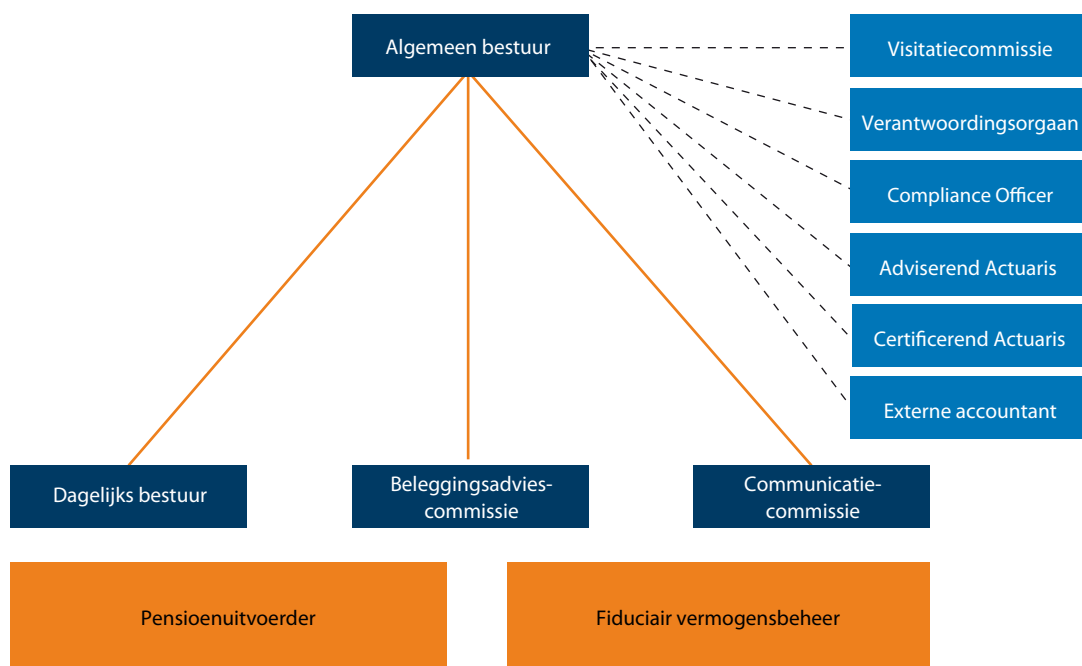 Algemeen bestuur
Visitatiecommissie
Verantwoordingsorgaan
Compliance Officer
Adviserend Actuaris
Certificerend Actuaris
Externe accountant
Dagelijks bestuur
Beleggingsadvies-
commissie
Communicatie-
commissie
Pensioenuitvoerder
Fiduciair vermogensbeheer